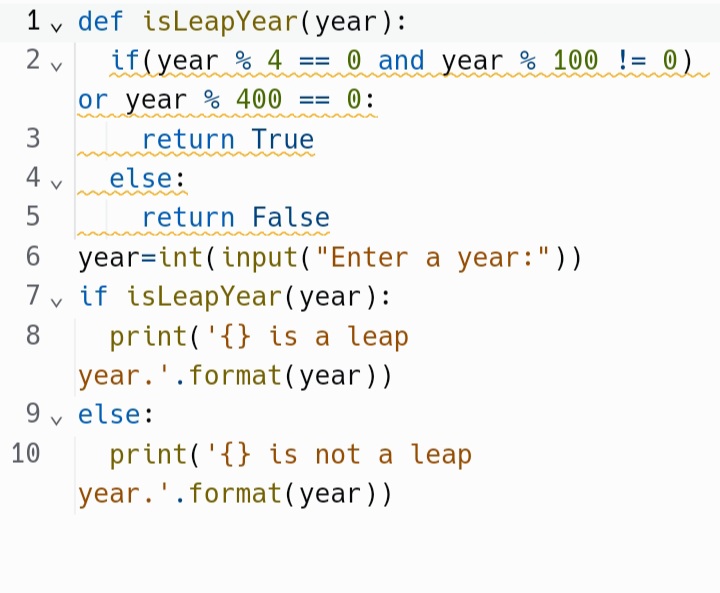 1 def isLeapYear(year):
2   if(year % 4 == 0 and year % 100 != 0)
or year % 400 == 0:
3     return True
4   else:
5     return False
6 year=int(input("Enter a year:"))
7 if isLeapYear(year):
8   print('{} is a leap
year.'.format(year))
9 else:
10   print('{} is not a leap
year.'.format(year))